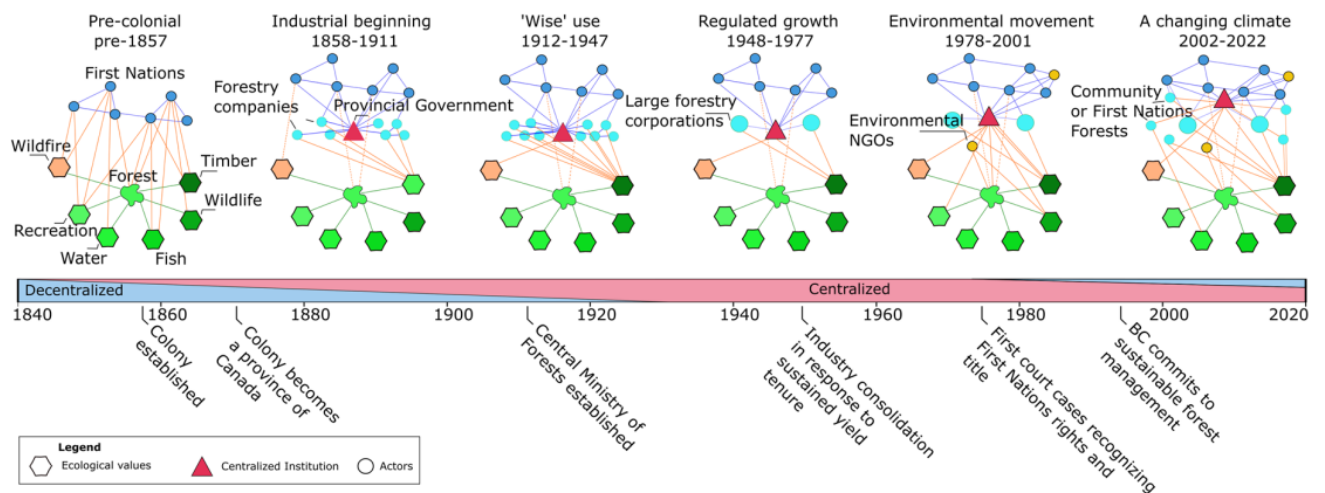 Pre-colonial
pre-1857
Industrial beginning
1858-1911
'Wise' use
1912-1947
Regulated growth
1948-1977
Environmental movement
1978-2001
A changing climate
2002-2022
First Nations
Wildfire
Forest
Timber
Wildlife
Recreation
Water
Fish
Forestry
companies
Provincial Government
Large forestry
corporations
Environmental
NGOs
Community
or First Nations
Forests
Decentralized
Centralized
1840
1860
1880
1900
1920
1940
1960
1980
2000
2020
Colony
established
Colony becomes
a province of
Canada
Central Ministry of
Forests established
Industry consolidation
in response to
sustained yield
tenure
First court cases recognizing
First Nations rights and
title
BC commits to
sustainable forest
management
Legend
Ecological values
Centralized Institution
Actors